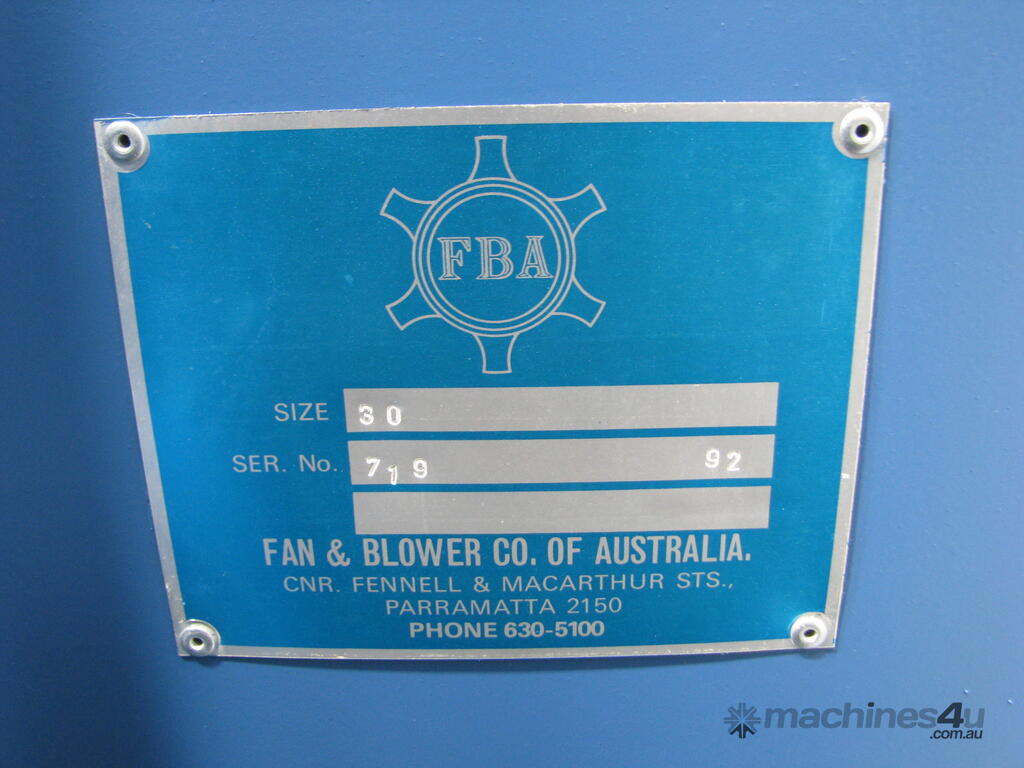 FBA
SIZE 30
SER. No. 719 92
FAN & BLOWER CO. OF AUSTRALIA.
CNR. FENNELL & MACARTHUR STS.,
PARRAMATTA 2150
PHONE 630-5100
machines4u
.com.au